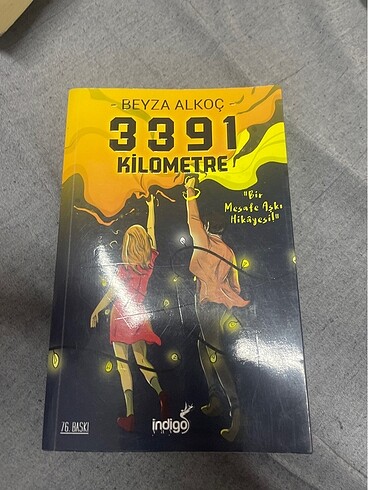 - BEYZA ALKOÇ -
3391
KİLOMETRE
"Bir
Mesafe Aşkı
Hikâyesi!"
76. BASKI
indigo